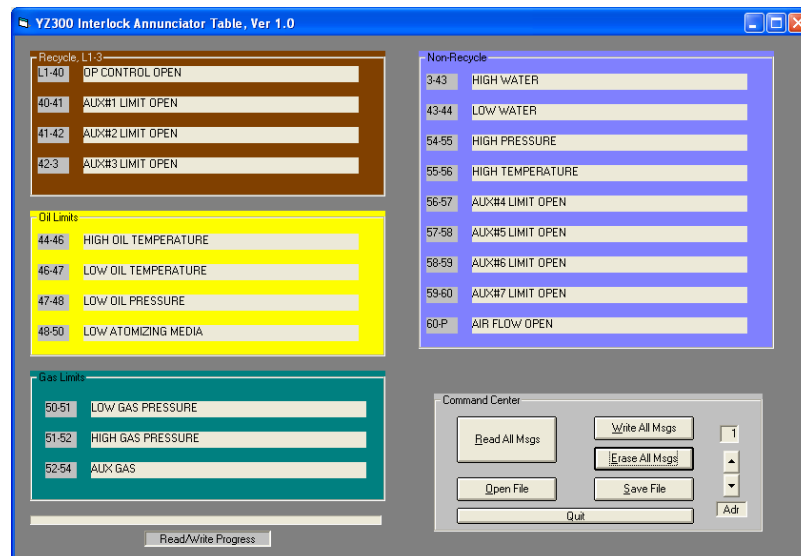 YZ300 Interlock Annunciator Table, Ver 1.0
Recycle, L1-3
L1-40 OP CONTROL OPEN
40-41 AUX#1 LIMIT OPEN
41-42 AUX#2 LIMIT OPEN
42-3 AUX#3 LIMIT OPEN
Oil Limits
44-46 HIGH OIL TEMPERATURE
46-47 LOW OIL TEMPERATURE
47-48 LOW OIL PRESSURE
48-50 LOW ATOMIZING MEDIA
Gas Limits
50-51 LOW GAS PRESSURE
51-52 HIGH GAS PRESSURE
52-54 AUX GAS
Read/Write Progress
Non-Recycle
3-43 HIGH WATER
43-44 LOW WATER
54-55 HIGH PRESSURE
55-56 HIGH TEMPERATURE
56-57 AUX#4 LIMIT OPEN
57-58 AUX#5 LIMIT OPEN
58-59 AUX#6 LIMIT OPEN
59-60 AUX#7 LIMIT OPEN
60-P AIR FLOW OPEN
Command Center
Read All Msgs
Write All Msgs
1
Erase All Msgs
Open File
Save File
Adr
Quit